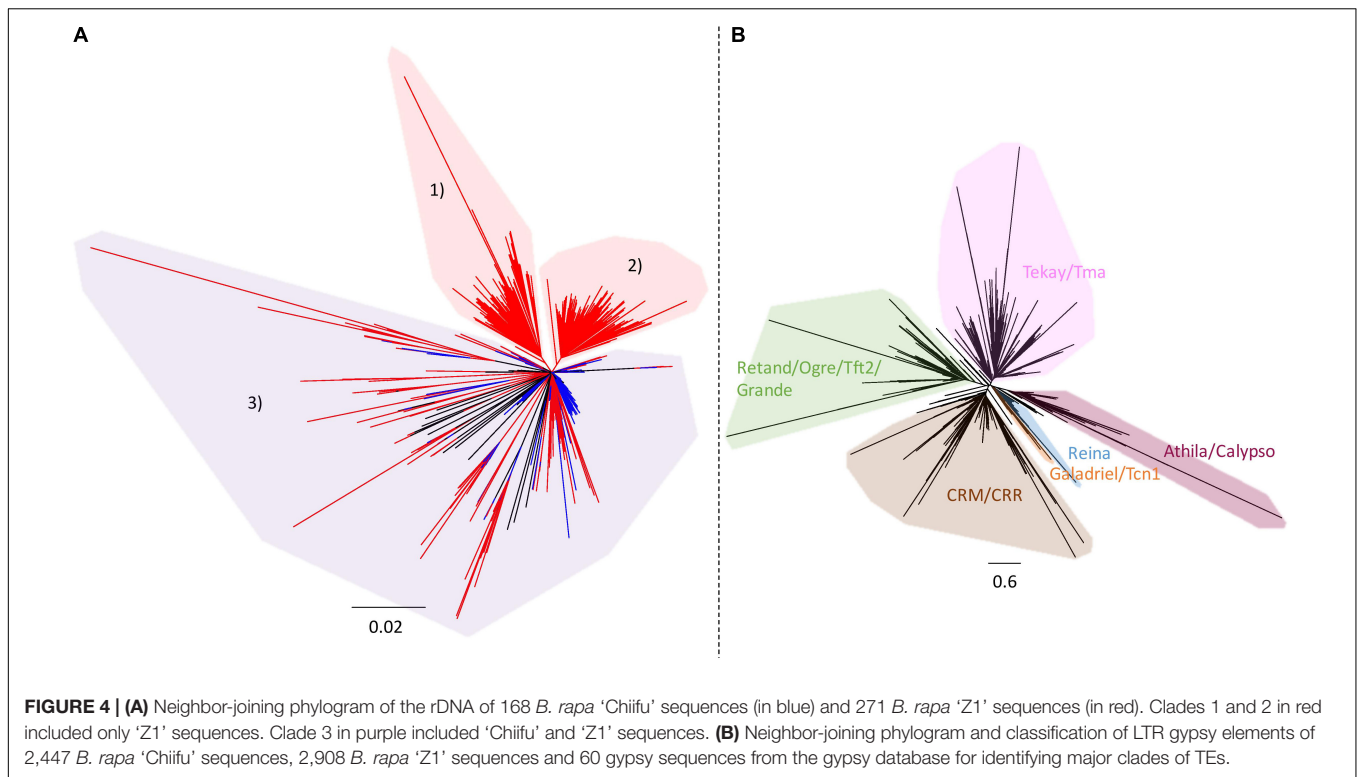 A
B
1)
2)
3)
0.02
Tekay/Tma
Retand/Ogre/Tft2/
Grande
Reina
Athila/Calypso
Galadriel/Tcn1
CRM/CRR
0.6
FIGURE 4 | (A) Neighbor-joining phylogram of the rDNA of 168 B. rapa ‘Chiifu’ sequences (in blue) and 271 B. rapa ‘Z1’ sequences (in red). Clades 1 and 2 in red
included only ‘Z1’ sequences. Clade 3 in purple included ‘Chiifu’ and ‘Z1’ sequences. (B) Neighbor-joining phylogram and classification of LTR gypsy elements of
2,447 B. rapa ‘Chiifu’ sequences, 2,908 B. rapa ‘Z1’ sequences and 60 gypsy sequences from the gypsy database for identifying major clades of TEs.